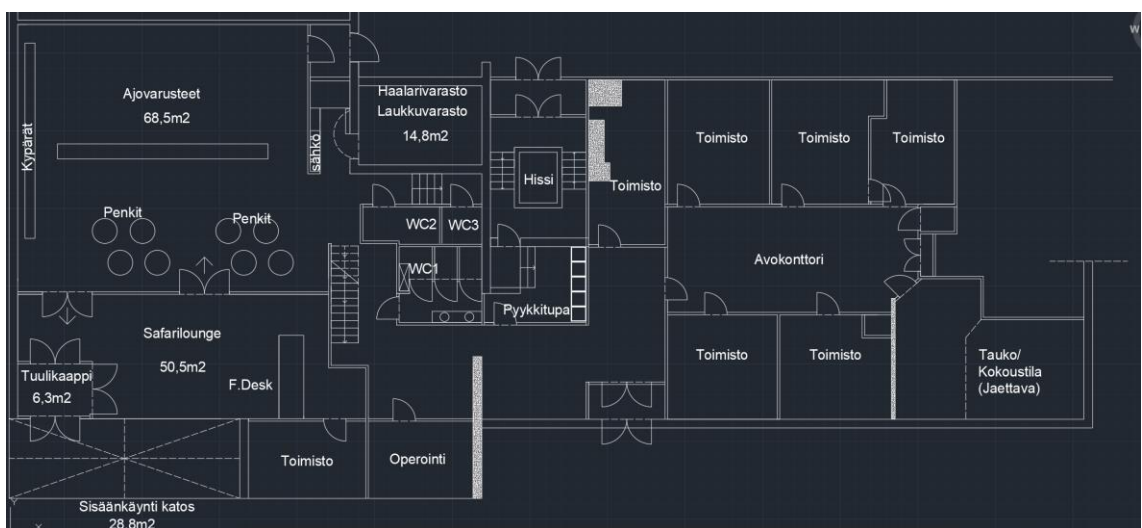 Ajovarusteet
68,5m2
Kypärät
Penkit
Penkit
sähkö
Haalarivarasto
Laukkuvarasto
14,8m2
Hissi
Toimisto
Toimisto
Toimisto
Toimisto
WC2
WC3
WC1
Pyykkitupa
Avokonttori
Safarilounge
50,5m2
F.Desk
Tuulikaappi
6,3m2
Toimisto
Toimisto
Tauko/
Kokoustila
(Jaettava)
Toimisto
Operointi
Sisäänkäynti katos
28,8m2
W
Y
X